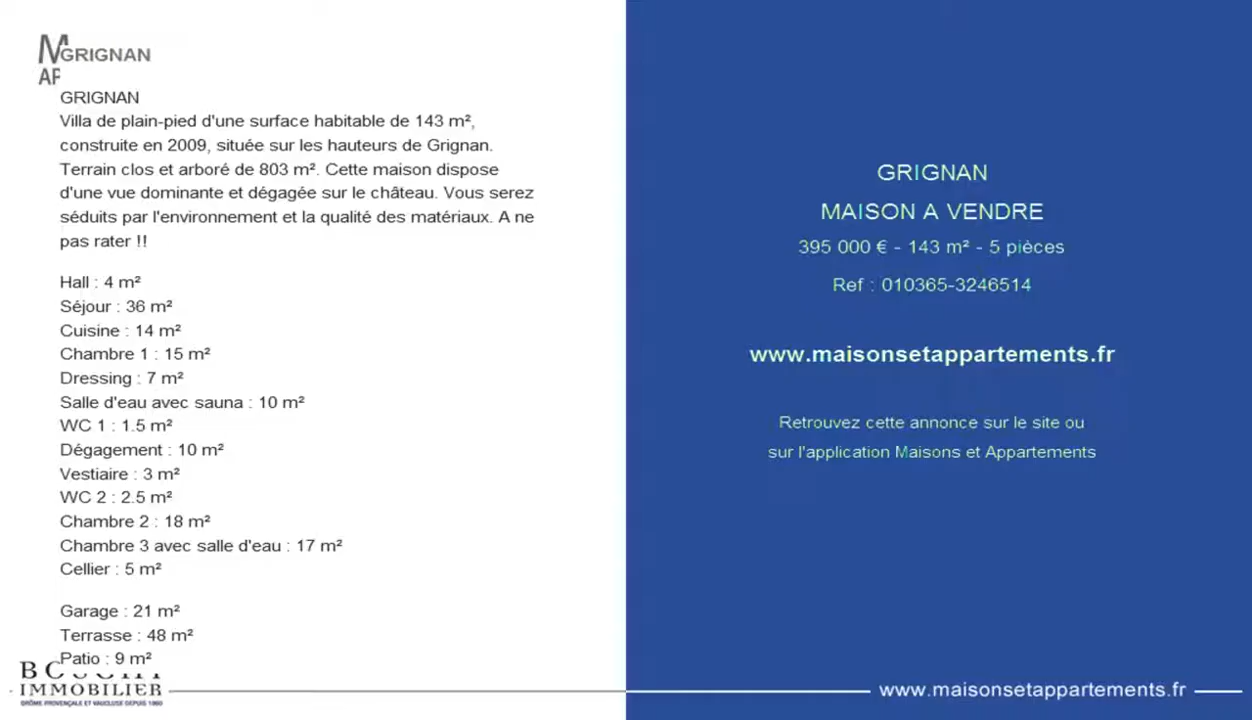 GRIGNAN
AP
GRIGNAN
Villa de plain-pied d'une surface habitable de 143 m²,
construite en 2009, située sur les hauteurs de Grignan.
Terrain clos et arboré de 803 m². Cette maison dispose
d'une vue dominante et dégagée sur le château. Vous serez
séduits par l'environnement et la qualité des matériaux. A ne
pas rater !!
Hall : 4 m²
Séjour : 36 m²
Cuisine : 14 m²
Chambre 1 : 15 m²
Dressing : 7 m²
Salle d'eau avec sauna : 10 m²
WC 1 : 1.5 m²
Dégagement : 10 m²
Vestiaire : 3 m²
WC 2 : 2.5 m²
Chambre 2 : 18 m²
Chambre 3 avec salle d'eau : 17 m²
Cellier : 5 m²
Garage : 21 m²
Terrasse : 48 m²
Patio : 9 m²
IMMOBILIER
DRÔME PROVENÇALE ET VAUCLUSE DEPUIS 1960
GRIGNAN
MAISON A VENDRE
395 000 € - 143 m² - 5 pièces
Ref : 010365-3246514
www.maisonsetappartements.fr
Retrouvez cette annonce sur le site ou
sur l'application Maisons et Appartements
www.maisonsetappartements.fr